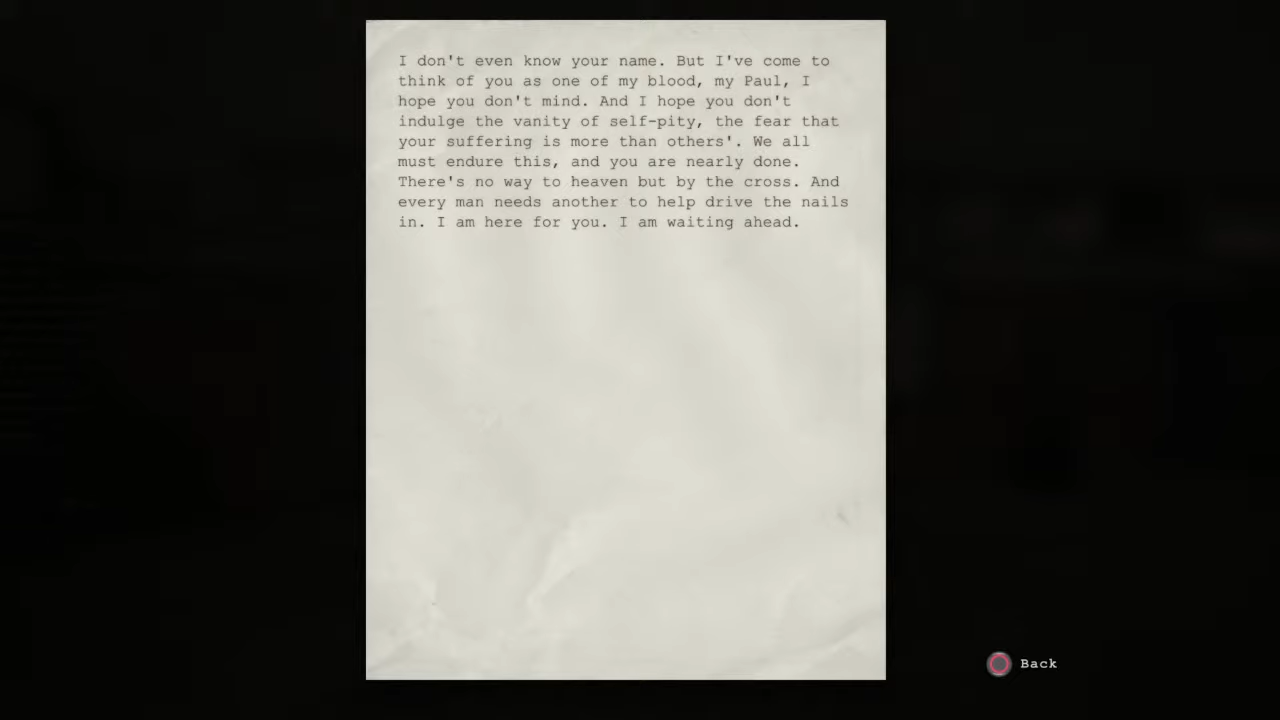 I don't even know your name. But I've come to
think of you as one of my blood, my Paul, I
hope you don't mind. And I hope you don't
indulge the vanity of self-pity, the fear that
your suffering is more than others'. We all
must endure this, and you are nearly done.
There's no way to heaven but by the cross. And
every man needs another to help drive the nails
in. I am here for you. I am waiting ahead.
Back